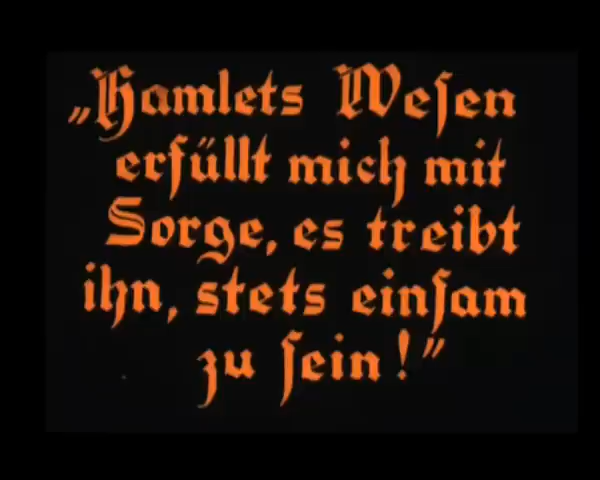 „Hamlets Weſen
erfüllt mich mit
Sorge, es treibt
ihn, stets einſam
zu ſein!”